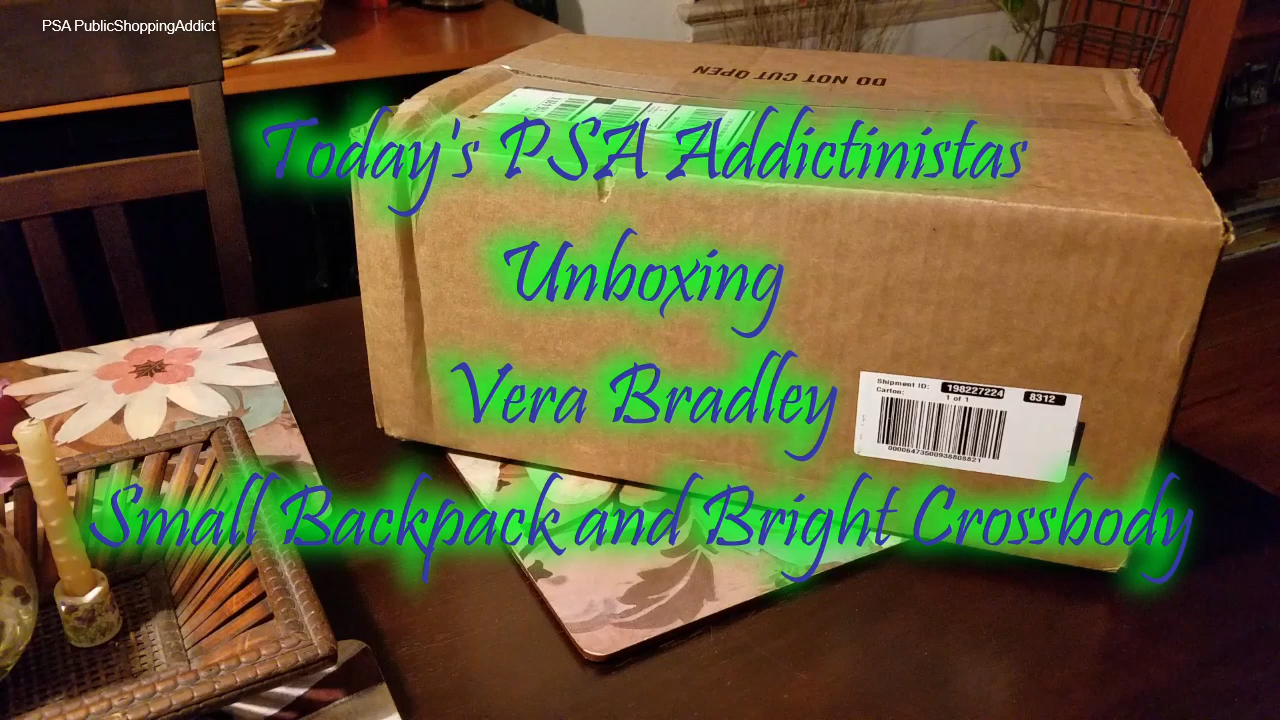 PSA PublicShoppingAddict
DO NOT CUT OPEN
Today's PSA Addictinistas
Unboxing
Vera Bradley
Small Backpack and Bright Crossbody
Shipment ID: 198227224 8312
Carton: 1 of 1